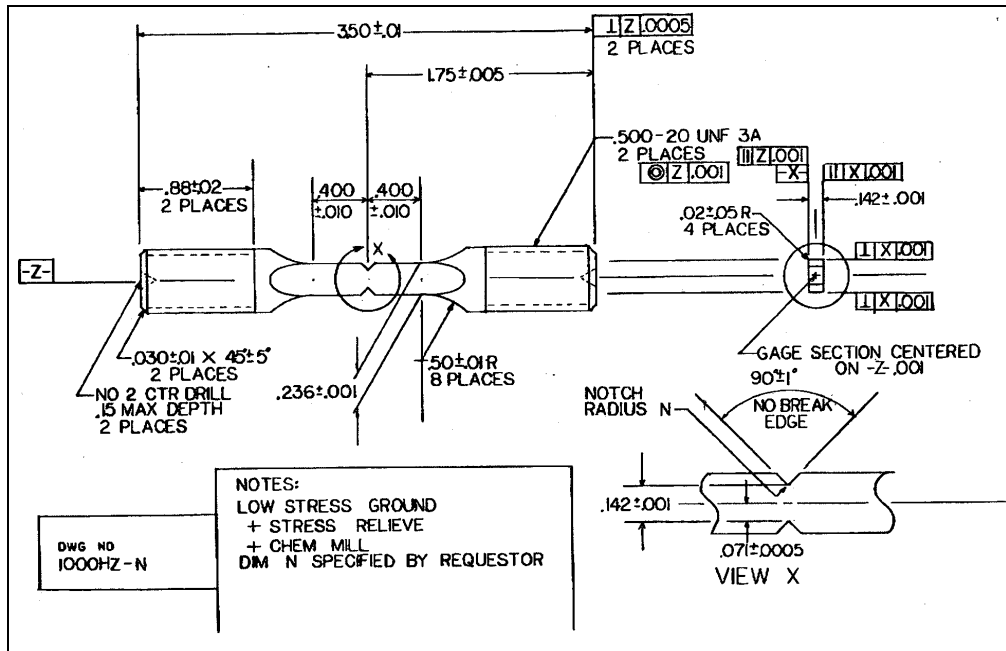 3.50±.01
⊥ Z .0005
2 PLACES
1.75±.005
.500-20 UNF 3A
2 PLACES
◎ Z .001
|| Z .001
-X-
|| X .001
.142±.001
.88±.02
2 PLACES
.400
±.010
.400
±.010
.02±.05 R
4 PLACES
X
-Z-
⊥ X .001
⊥ X .001
.030±.01 X 45°±5°
2 PLACES
NO 2 CTR DRILL
.15 MAX DEPTH
2 PLACES
.236±.001
.50±.01 R
8 PLACES
GAGE SECTION CENTERED
ON -Z- .001
90°±1°
NOTCH
RADIUS N
NO BREAK
EDGE
.142±.001
.071±.0005
VIEW X
NOTES:
LOW STRESS GROUND
+ STRESS RELIEVE
+ CHEM MILL
DIM N SPECIFIED BY REQUESTOR
DWG NO
1000HZ-N